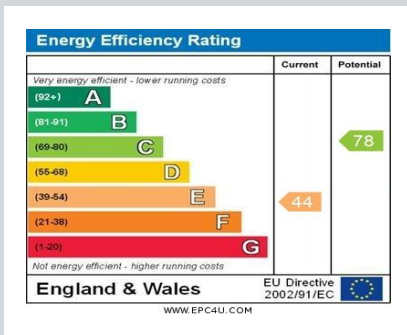 Energy Efficiency Rating
Current Potential
Very energy efficient - lower running costs
(92+) A
(81-91) B
(69-80) C
78
(55-68) D
(39-54) E
44
(21-38) F
(1-20) G
Not energy efficient - higher running costs
England & Wales
EU Directive
2002/91/EC
WWW.EPC4U.COM